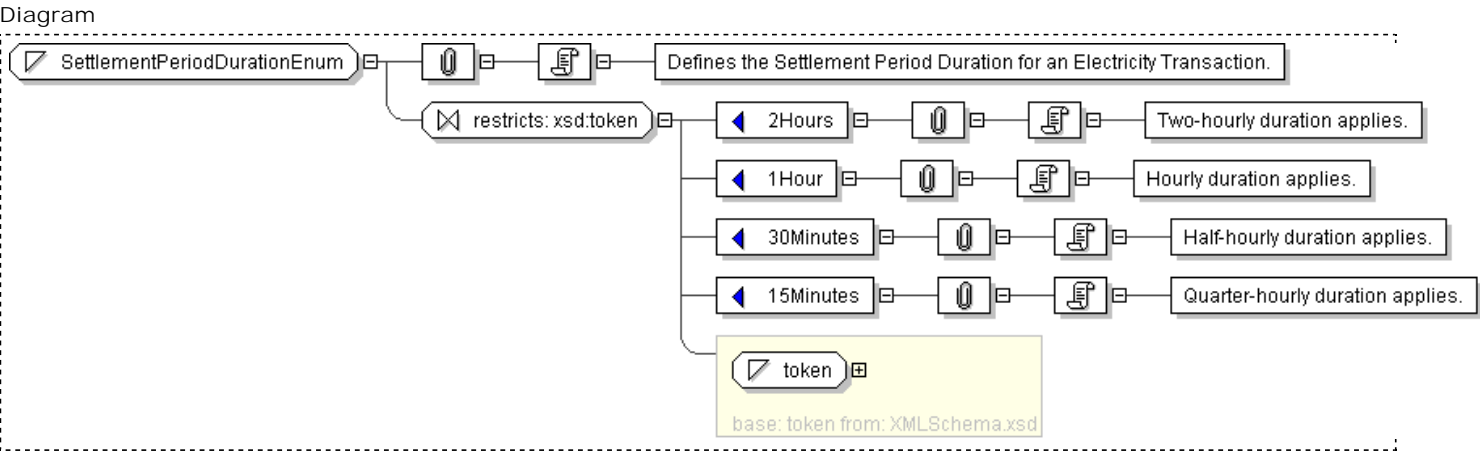 Diagram
SettlementPeriodDurationEnum
Defines the Settlement Period Duration for an Electricity Transaction.
restricts: xsd:token
2Hours
Two-hourly duration applies.
1Hour
Hourly duration applies.
30Minutes
Half-hourly duration applies.
15Minutes
Quarter-hourly duration applies.
token
base: token from: XMLSchema.xsd